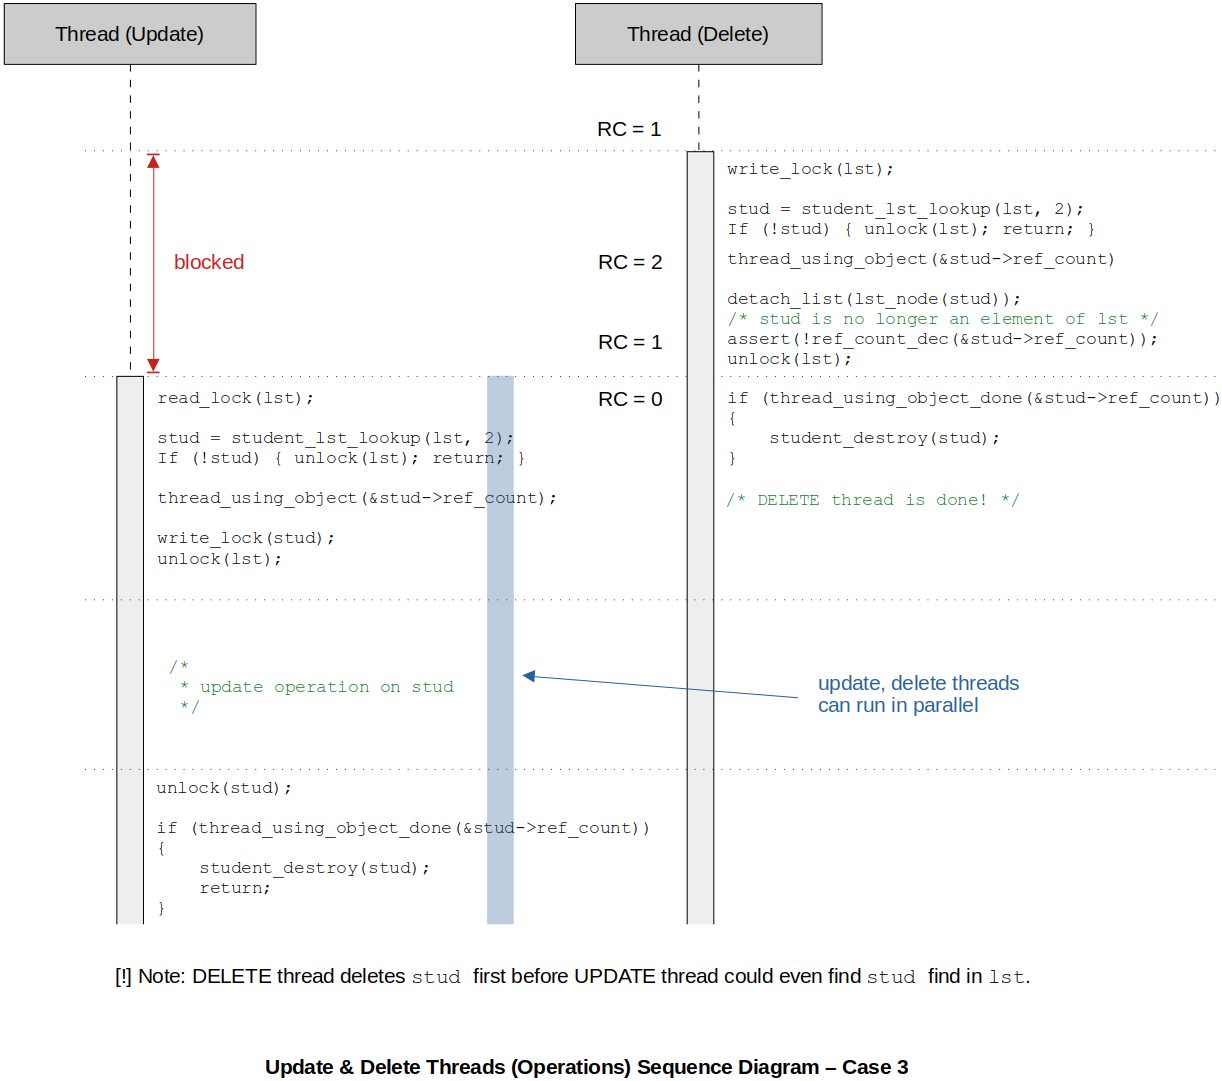 Thread (Update)
Thread (Delete)
RC = 1
write_lock(lst);
stud = student_lst_lookup(lst, 2);
If (!stud) { unlock(lst); return; }
blocked
RC = 2
thread_using_object(&stud->ref_count)
detach_list(lst_node(stud));
/* stud is no longer an element of lst */
RC = 1
assert(!ref_count_dec(&stud->ref_count));
unlock(lst);
read_lock(lst);
stud = student_lst_lookup(lst, 2);
If (!stud) { unlock(lst); return; }
thread_using_object(&stud->ref_count);
write_lock(stud);
unlock(lst);
RC = 0
if (thread_using_object_done(&stud->ref_count))
{
student_destroy(stud);
}
/* DELETE thread is done! */
/*
* update operation on stud
*/
update, delete threads
can run in parallel
unlock(stud);
if (thread_using_object_done(&stud->ref_count))
{
student_destroy(stud);
return;
}
[!] Note: DELETE thread deletes stud first before UPDATE thread could even find stud find in lst.
Update & Delete Threads (Operations) Sequence Diagram – Case 3